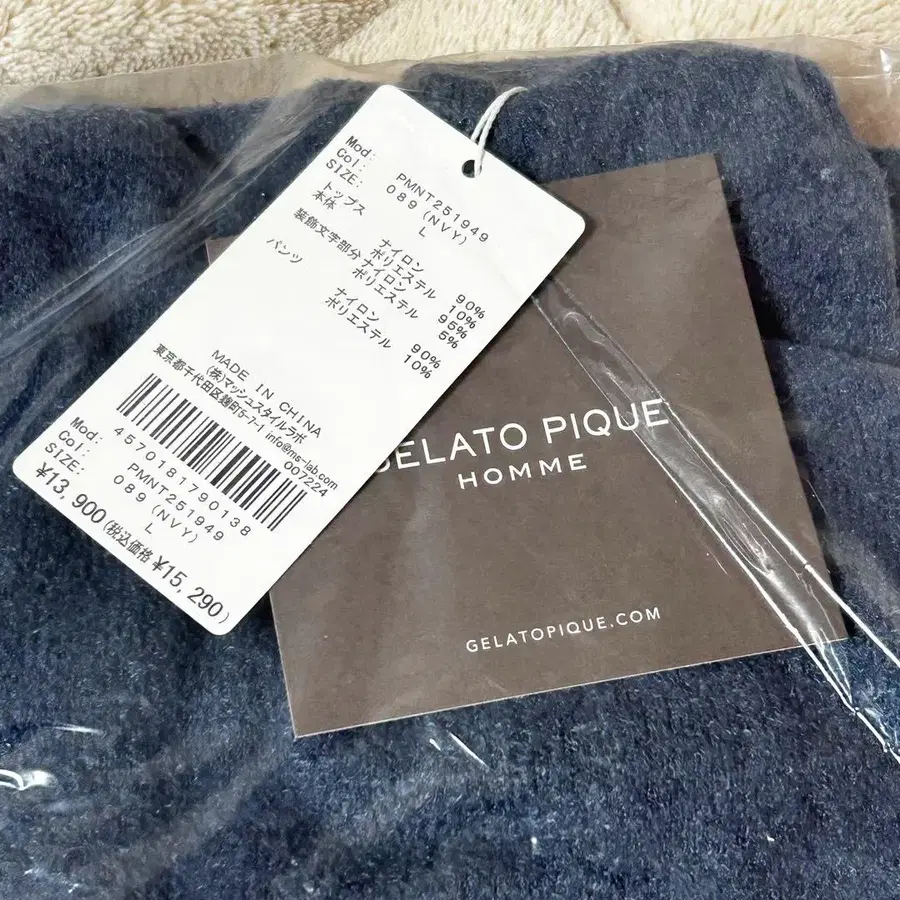 Mod: PMNT251949
Col: 089 (NVY)
SIZE: L
トップス
本体 ナイロン 90%
ポリエステル 10%
装飾文字部分 ナイロン 95%
ポリエステル 5%
パンツ
ナイロン 90%
ポリエステル 10%
MADE IN CHINA
(株)マッシュスタイルラボ
東京都千代田区麹町5-7-1 info@ms-lab.com
007224
4570181790138
Mod: PMNT251949
Col: 089 (NVY)
SIZE: L
¥13,900(税込価格 ¥15,290)
GELATO PIQUE
HOMME
GELATOPIQUE.COM